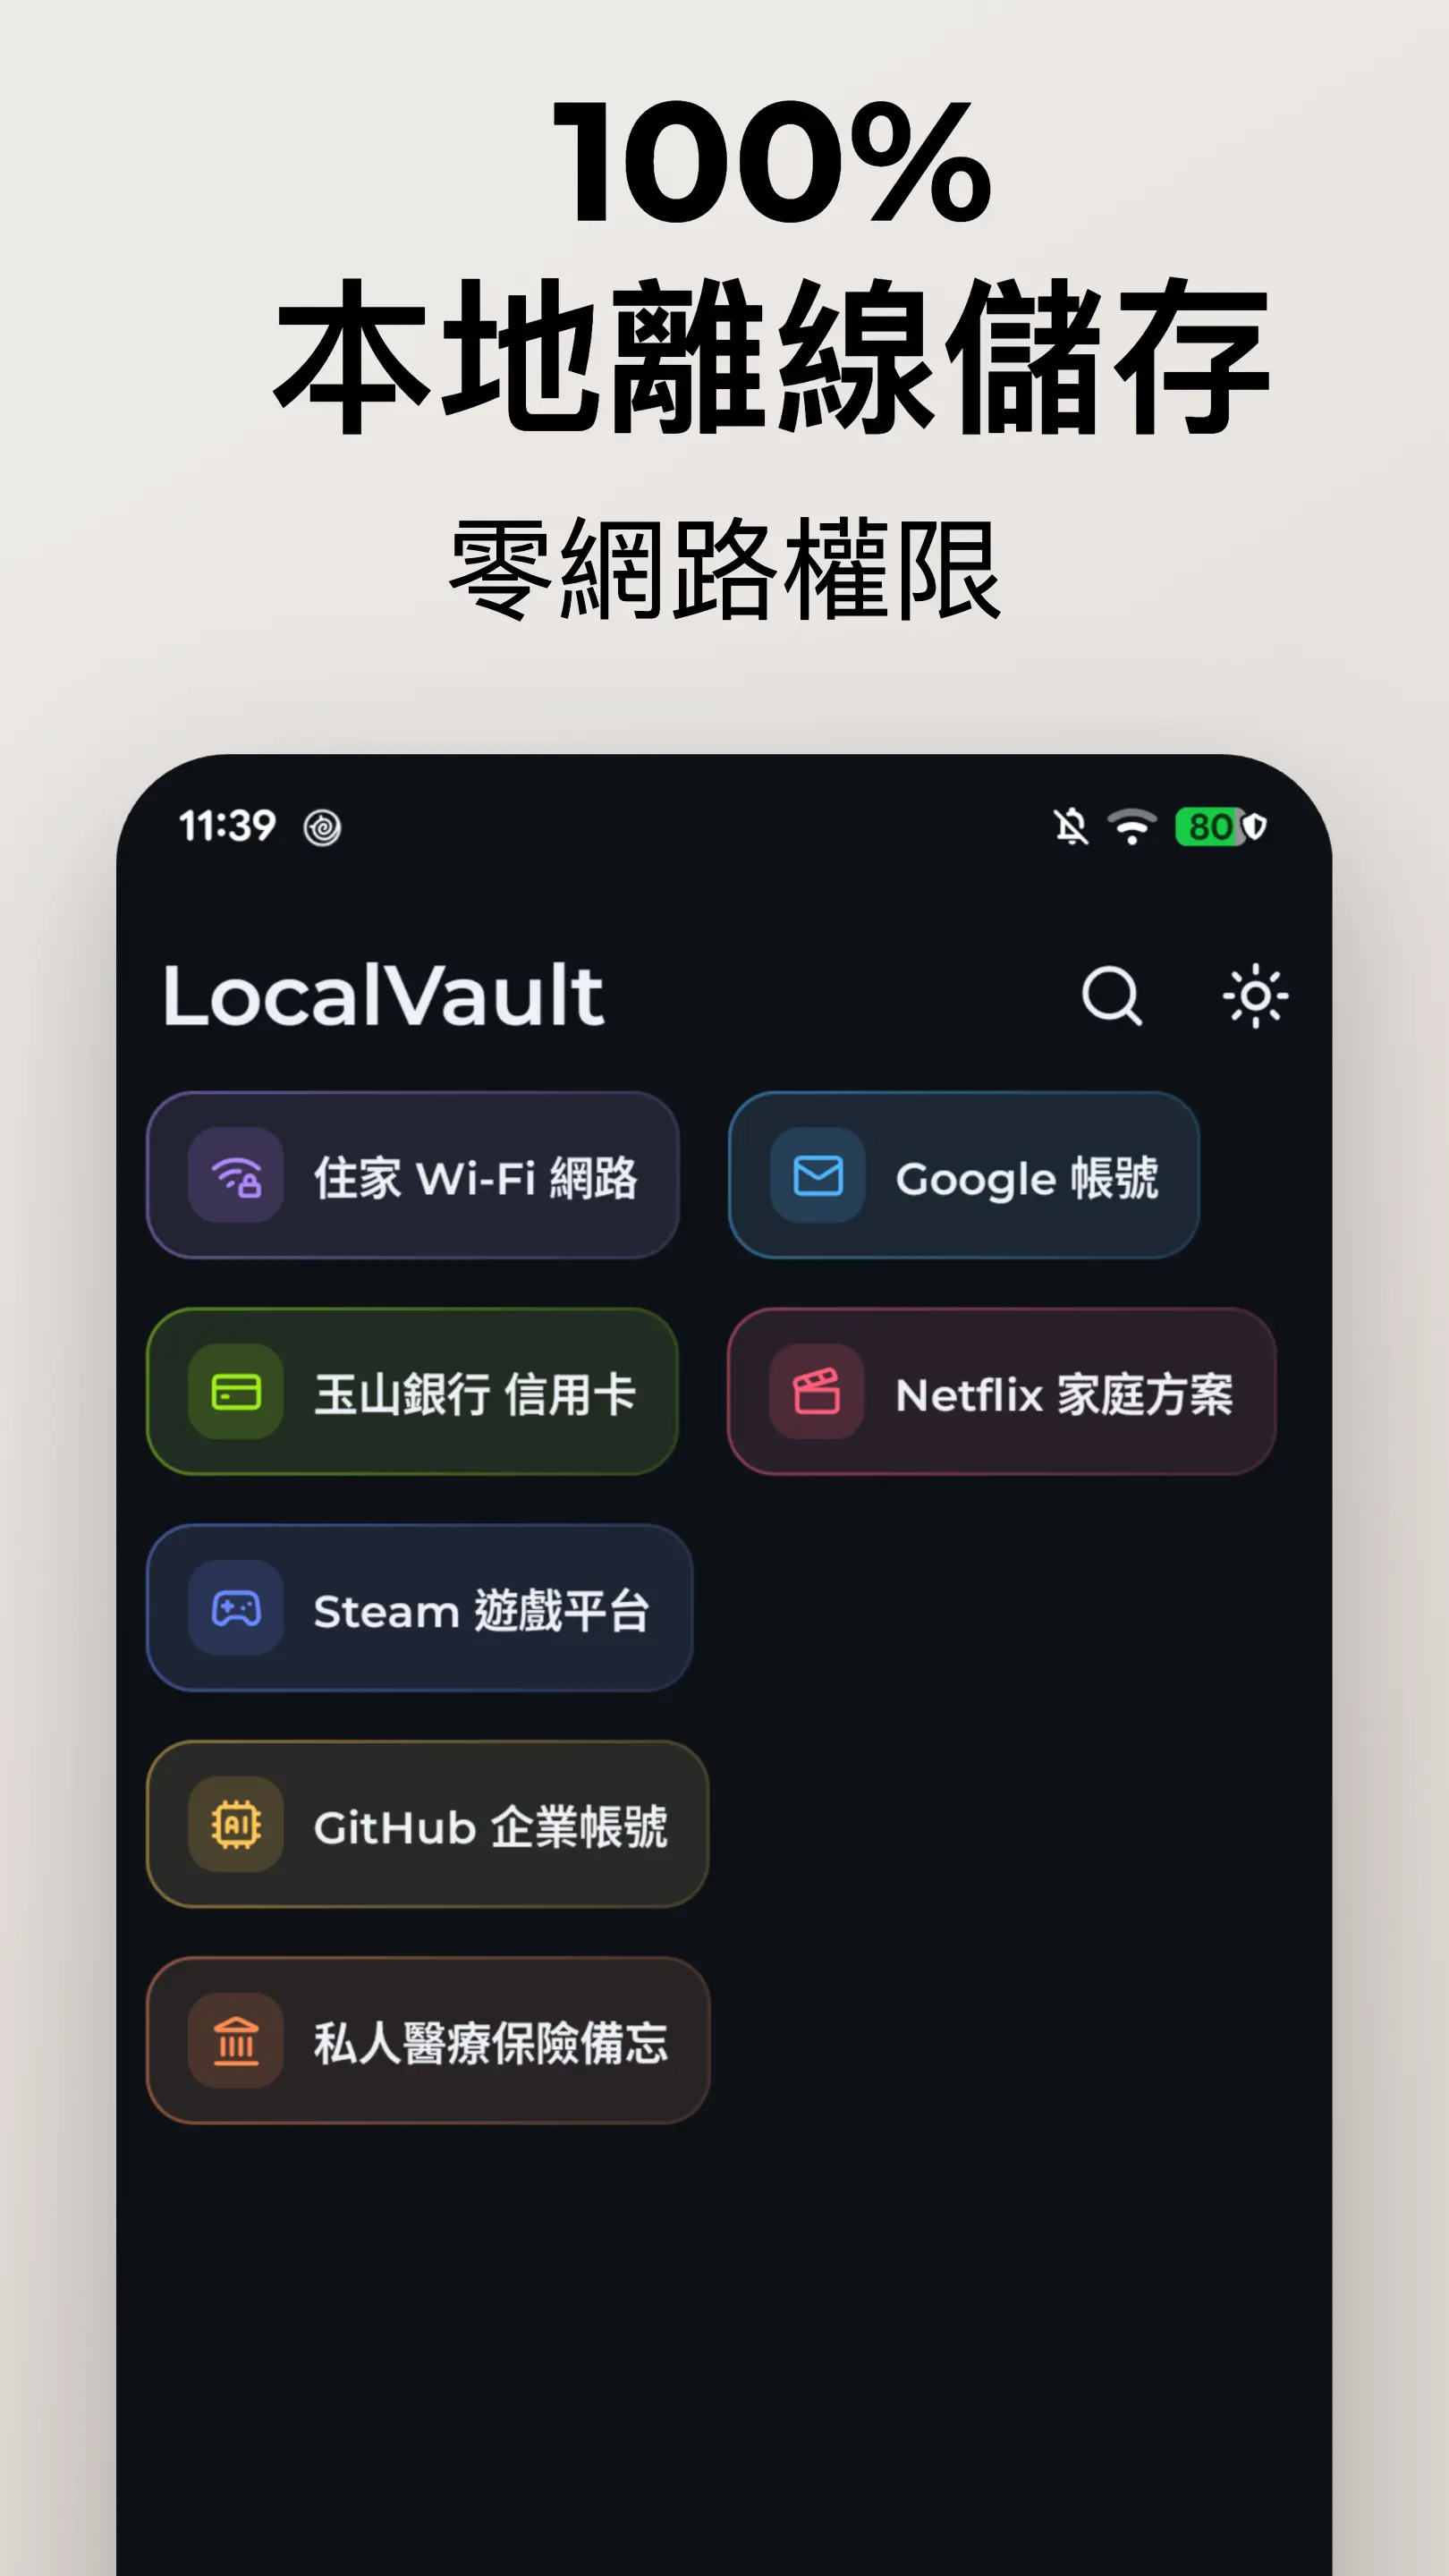 100%
本地離線儲存
零網路權限
11:39
80
LocalVault
住家 Wi-Fi 網路
Google 帳號
玉山銀行 信用卡
Netflix 家庭方案
Steam 遊戲平台
AI
GitHub 企業帳號
私人醫療保險備忘